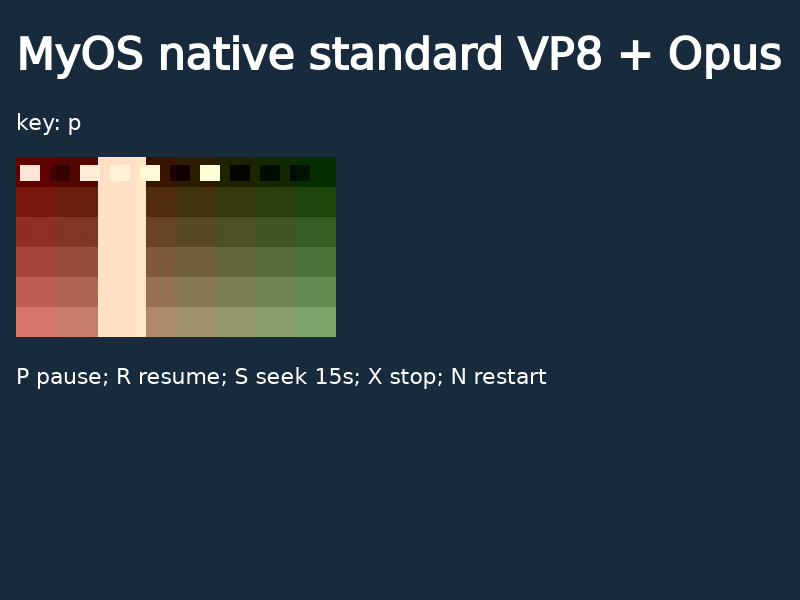 MyOS native standard VP8 + Opus
key: p
P pause; R resume; S seek 15s; X stop; N restart